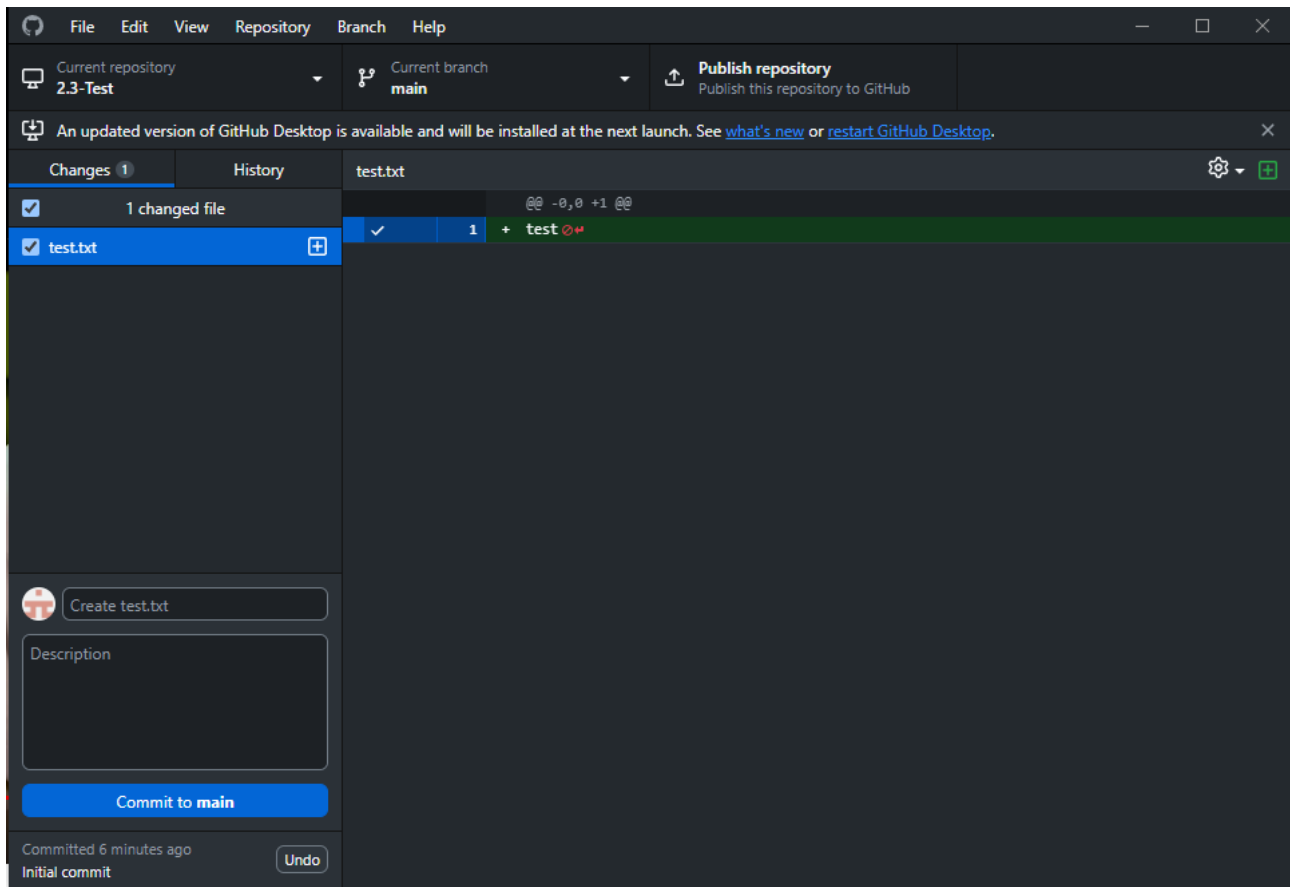 File Edit View Repository Branch Help
Current repository
2.3-Test
Current branch
main
Publish repository
Publish this repository to GitHub
An updated version of GitHub Desktop is available and will be installed at the next launch. See what's new or restart GitHub Desktop.
Changes 1 History
test.txt
1 changed file
@@ -0,0 +1 @@
test.txt
1 + test
Create test.txt
Description
Commit to main
Committed 6 minutes ago
Initial commit
Undo